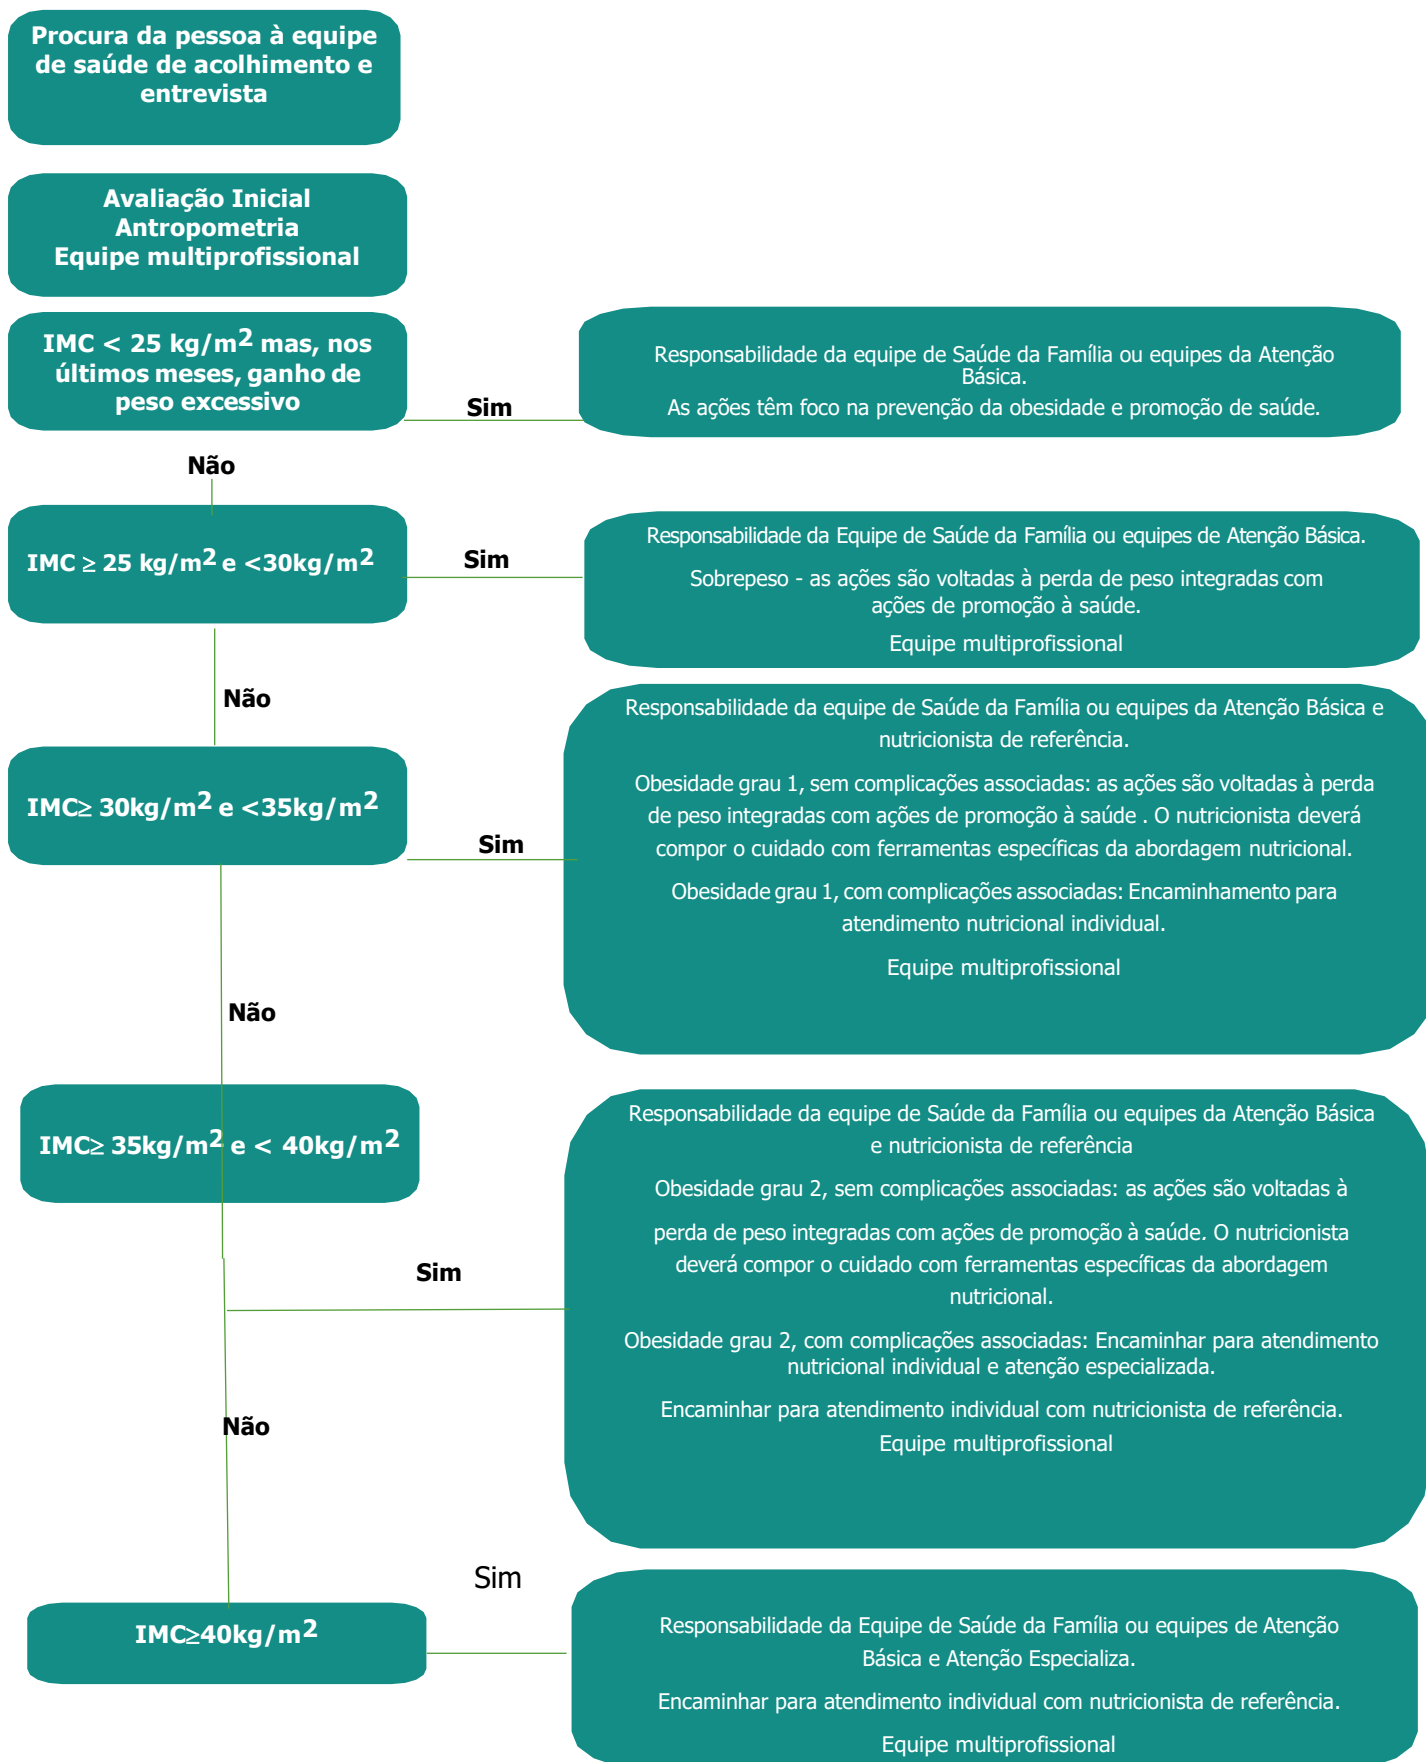 Procura da pessoa à equipe
de saúde de acolhimento e
entrevista
Avaliação Inicial
Antropometria
Equipe multiprofissional
IMC < 25 kg/m² mas, nos
últimos meses, ganho de
peso excessivo
Sim
Responsabilidade da equipe de Saúde da Família ou equipes da Atenção
Básica.
As ações têm foco na prevenção da obesidade e promoção de saúde.
Não
IMC ≥ 25 kg/m² e <30kg/m²
Sim
Responsabilidade da Equipe de Saúde da Família ou equipes de Atenção Básica.
Sobrepeso - as ações são voltadas à perda de peso integradas com
ações de promoção à saúde.
Equipe multiprofissional
Não
IMC≥ 30kg/m² e <35kg/m²
Sim
Responsabilidade da equipe de Saúde da Família ou equipes da Atenção Básica e
nutricionista de referência.
Obesidade grau 1, sem complicações associadas: as ações são voltadas à perda
de peso integradas com ações de promoção à saúde . O nutricionista deverá
compor o cuidado com ferramentas específicas da abordagem nutricional.
Obesidade grau 1, com complicações associadas: Encaminhamento para
atendimento nutricional individual.
Equipe multiprofissional
Não
IMC≥ 35kg/m² e < 40kg/m²
Sim
Responsabilidade da equipe de Saúde da Família ou equipes da Atenção Básica
e nutricionista de referência
Obesidade grau 2, sem complicações associadas: as ações são voltadas à
perda de peso integradas com ações de promoção à saúde. O nutricionista
deverá compor o cuidado com ferramentas específicas da abordagem
nutricional.
Obesidade grau 2, com complicações associadas: Encaminhar para atendimento
nutricional individual e atenção especializada.
Encaminhar para atendimento individual com nutricionista de referência.
Equipe multiprofissional
Não
IMC≥40kg/m²
Sim
Responsabilidade da Equipe de Saúde da Família ou equipes de Atenção
Básica e Atenção Especializa.
Encaminhar para atendimento individual com nutricionista de referência.
Equipe multiprofissional